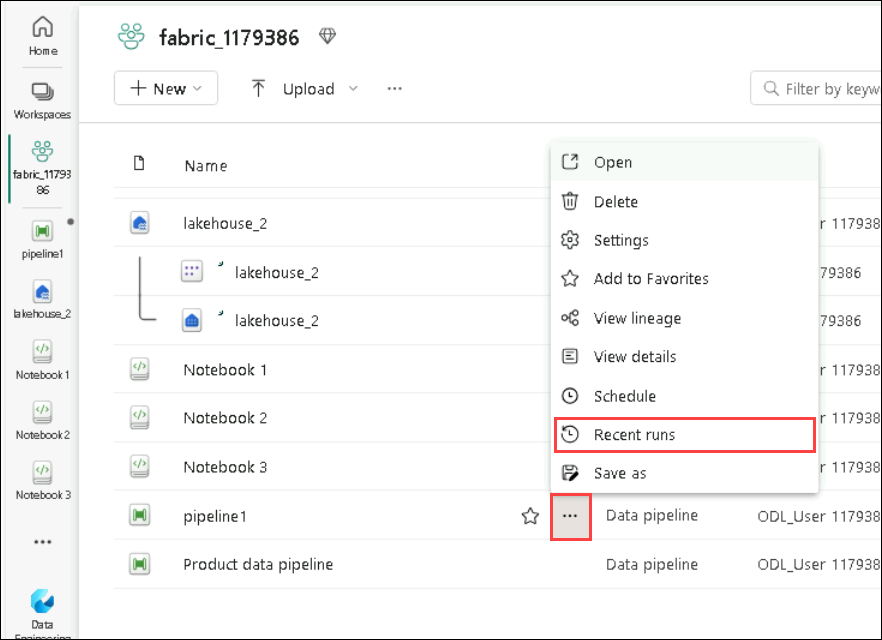 Home
Workspaces
fabric_11793
86
pipeline1
lakehouse_2
Notebook 1
Notebook 2
Notebook 3
Data
Engineering
fabric_1179386
New
Upload
Filter by keyw
Name
lakehouse_2
r 117938
lakehouse_2
79386
lakehouse_2
79386
Notebook 1
r 117938
Notebook 2
r 117938
Notebook 3
r 117938
pipeline1
Data pipeline
ODL_User 117938
Product data pipeline
Data pipeline
ODL_User 117938
Open
Delete
Settings
Add to Favorites
View lineage
View details
Schedule
Recent runs
Save as